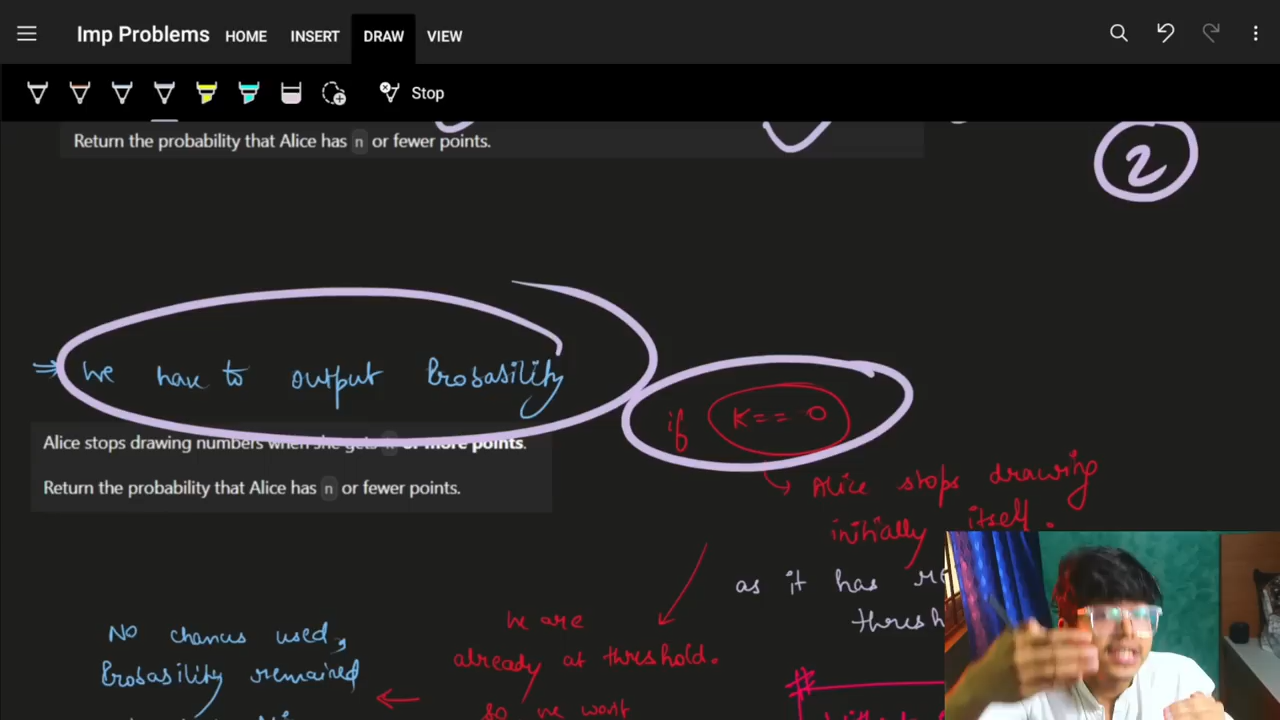 Imp Problems HOME INSERT DRAW VIEW
Stop
Return the probability that Alice has n or fewer points.
2
=> We have to output Probability
if K == 0
Alice stops drawing numbers when she gets k or more points.
Return the probability that Alice has n or fewer points.
Alice stops drawing
initially itself.
as it has
We are
already at threshold.
so we won't
No chances used,
Probability remained